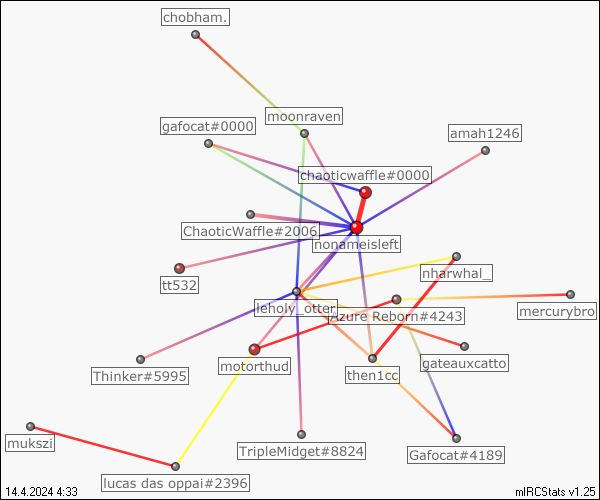 chobham.
moonraven
gafocat#0000
amah1246
chaoticwaffle#0000
ChaoticWaffle#2006
nonameisleft
nharwhal_
tt532
leholy_otter
Azure Reborn#4243
mercurybro
motorthud
gateauxcatto
Thinker#5995
then1cc
mukszi
TripleMidget#8824
Gafocat#4189
lucas das oppai#2396
14.4.2024 4:33
mIRCStats v1.25